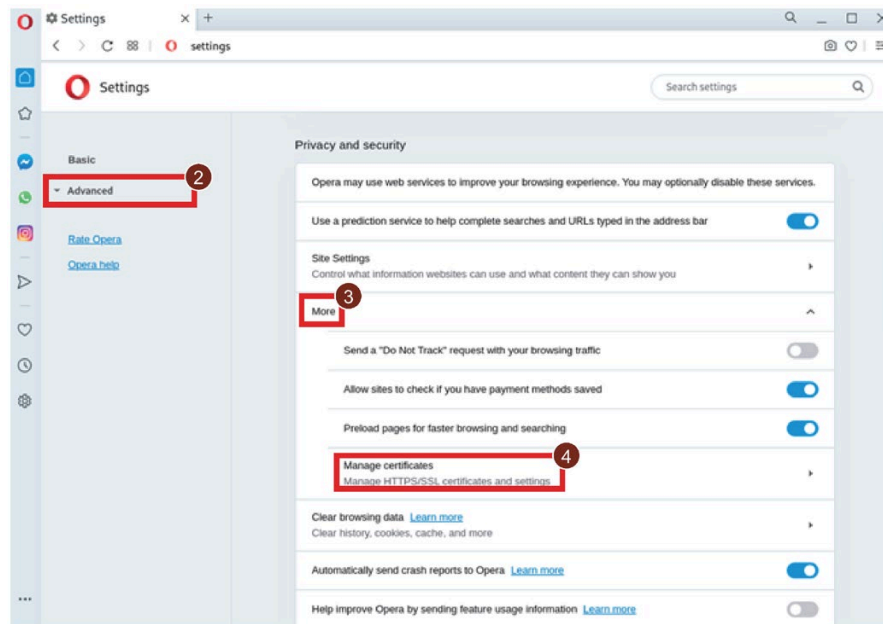 Settings
settings
Settings
Search settings
Basic
2
Advanced
Rate Opera
Opera help
Privacy and security
Opera may use web services to improve your browsing experience. You may optionally disable these services.
Use a prediction service to help complete searches and URLs typed in the address bar
Site Settings
Control what information websites can use and what content they can show you
3
More
Send a "Do Not Track" request with your browsing traffic
Allow sites to check if you have payment methods saved
Preload pages for faster browsing and searching
4
Manage certificates
Manage HTTPS/SSL certificates and settings
Clear browsing data Learn more
Clear history, cookies, cache, and more
Automatically send crash reports to Opera Learn more
Help improve Opera by sending feature usage information Learn more